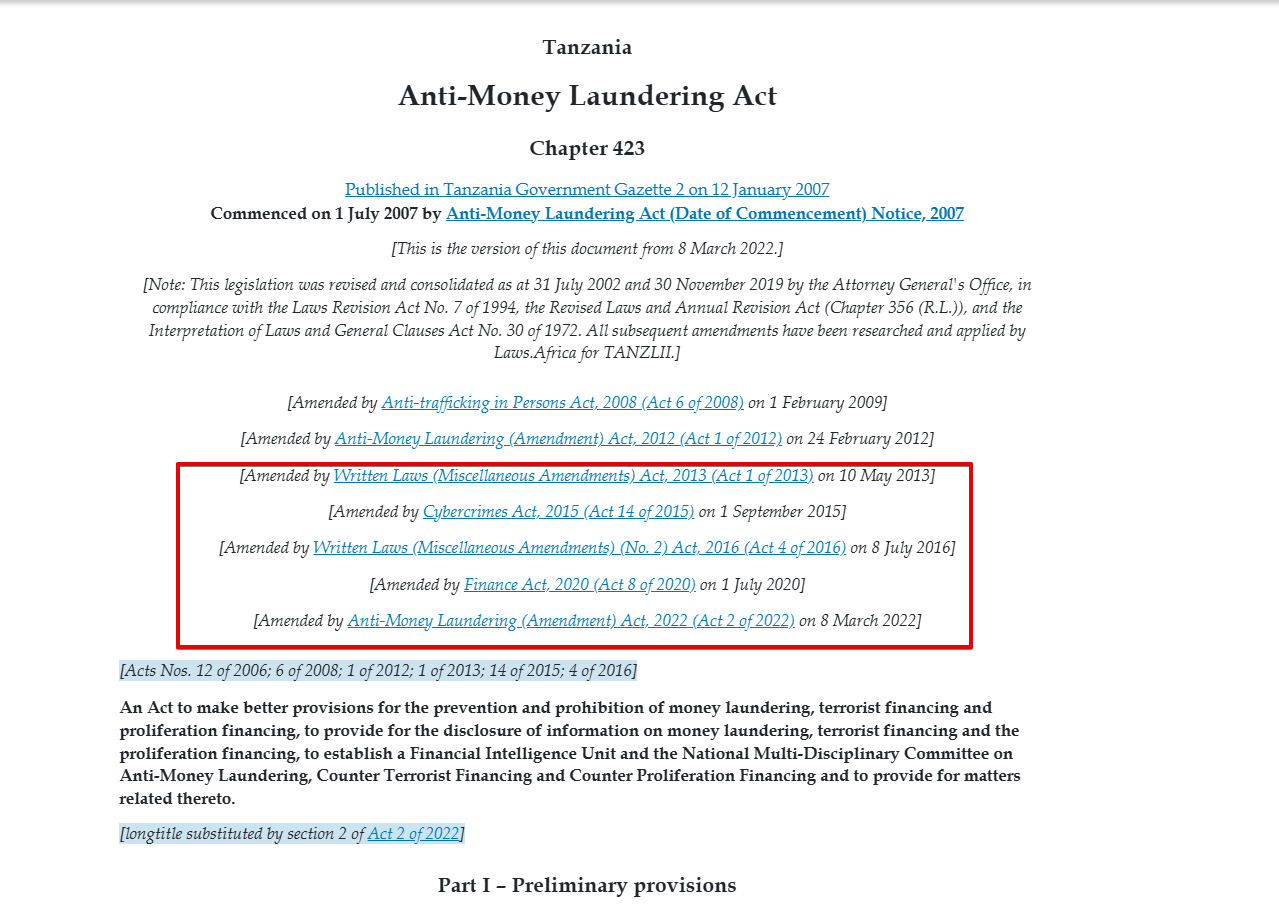 Tanzania
Anti-Money Laundering Act
Chapter 423
Published in Tanzania Government Gazette 2 on 12 January 2007
Commenced on 1 July 2007 by Anti-Money Laundering Act (Date of Commencement) Notice, 2007
[This is the version of this document from 8 March 2022.]
[Note: This legislation was revised and consolidated as at 31 July 2002 and 30 November 2019 by the Attorney General's Office, in
compliance with the Laws Revision Act No. 7 of 1994, the Revised Laws and Annual Revision Act (Chapter 356 (R.L.)), and the
Interpretation of Laws and General Clauses Act No. 30 of 1972. All subsequent amendments have been researched and applied by
Laws.Africa for TANZLII.]
[Amended by Anti-trafficking in Persons Act, 2008 (Act 6 of 2008) on 1 February 2009]
[Amended by Anti-Money Laundering (Amendment) Act, 2012 (Act 1 of 2012) on 24 February 2012]
[Amended by Written Laws (Miscellaneous Amendments) Act, 2013 (Act 1 of 2013) on 10 May 2013]
[Amended by Cybercrimes Act, 2015 (Act 14 of 2015) on 1 September 2015]
[Amended by Written Laws (Miscellaneous Amendments) (No. 2) Act, 2016 (Act 4 of 2016) on 8 July 2016]
[Amended by Finance Act, 2020 (Act 8 of 2020) on 1 July 2020]
[Amended by Anti-Money Laundering (Amendment) Act, 2022 (Act 2 of 2022) on 8 March 2022]
[Acts Nos. 12 of 2006; 6 of 2008; 1 of 2012; 1 of 2013; 14 of 2015; 4 of 2016]
An Act to make better provisions for the prevention and prohibition of money laundering, terrorist financing and
proliferation financing, to provide for the disclosure of information on money laundering, terrorist financing and the
proliferation financing, to establish a Financial Intelligence Unit and the National Multi-Disciplinary Committee on
Anti-Money Laundering, Counter Terrorist Financing and Counter Proliferation Financing and to provide for matters
related thereto.
[longtitle substituted by section 2 of Act 2 of 2022]
Part I – Preliminary provisions